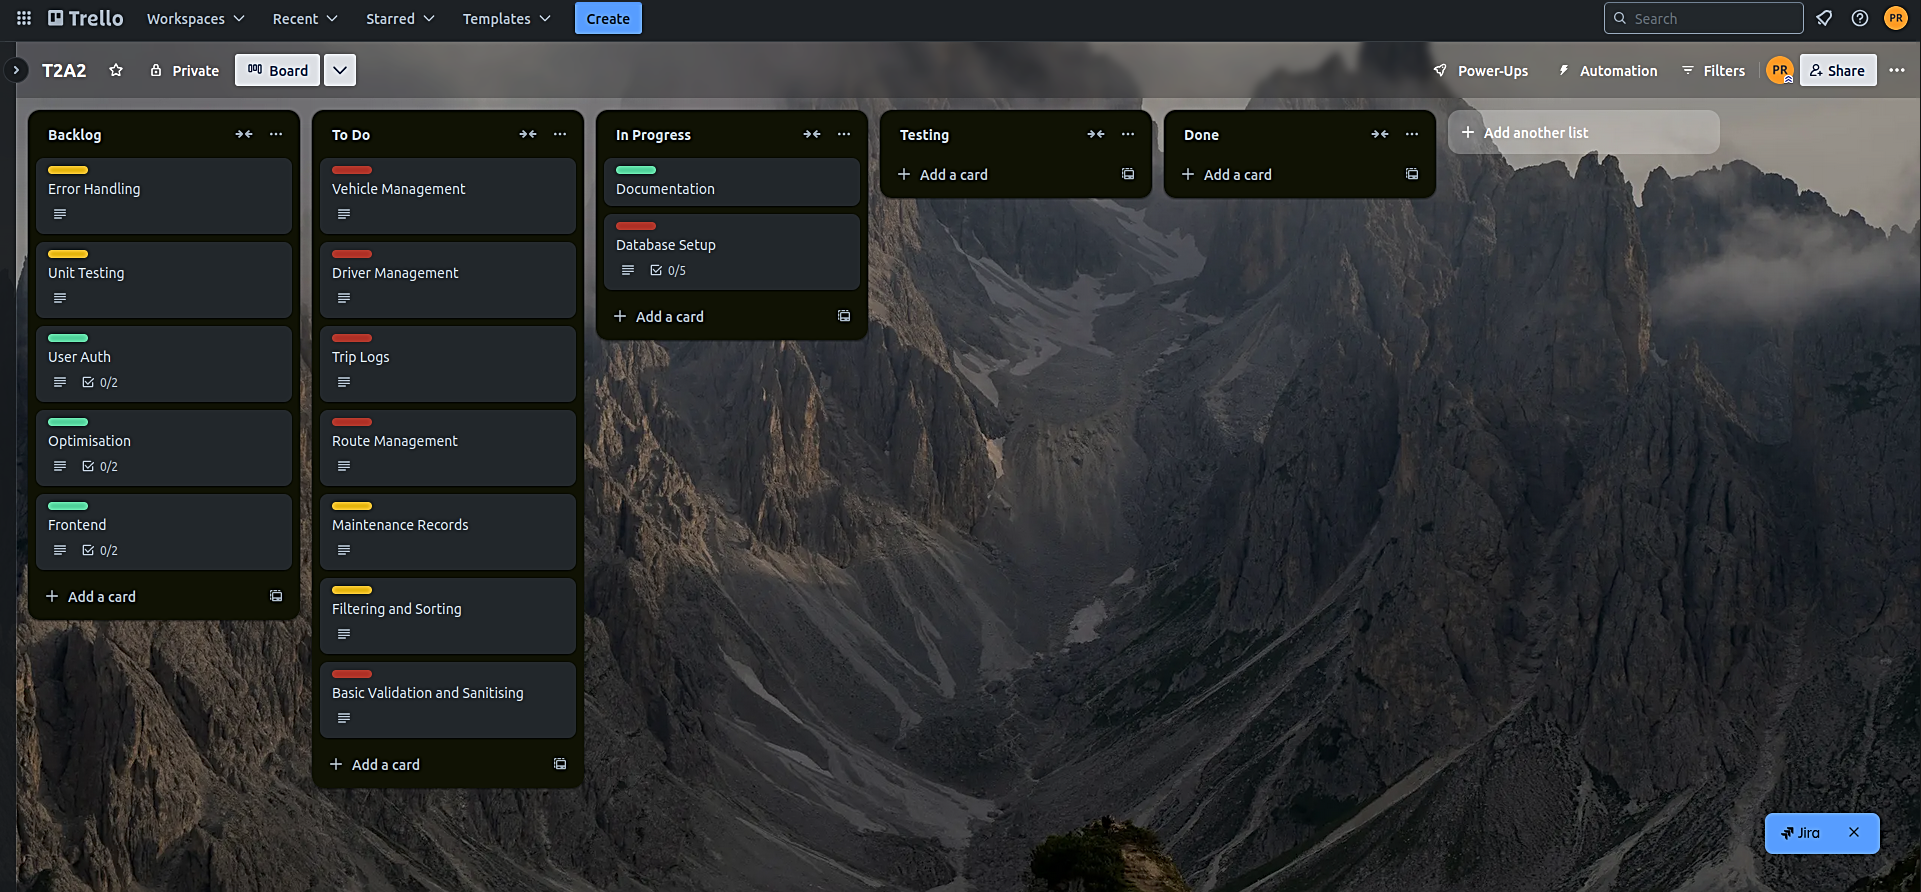 Trello
Workspaces
Recent
Starred
Templates
Create
Search
PR
T2A2
Private
Board
Power-Ups
Automation
Filters
PR
Share
Backlog
Error Handling
Unit Testing
User Auth
0/2
Optimisation
0/2
Frontend
0/2
Add a card
To Do
Vehicle Management
Driver Management
Trip Logs
Route Management
Maintenance Records
Filtering and Sorting
Basic Validation and Sanitising
Add a card
In Progress
Documentation
Database Setup
0/5
Add a card
Testing
Add a card
Done
Add a card
Add another list
Jira